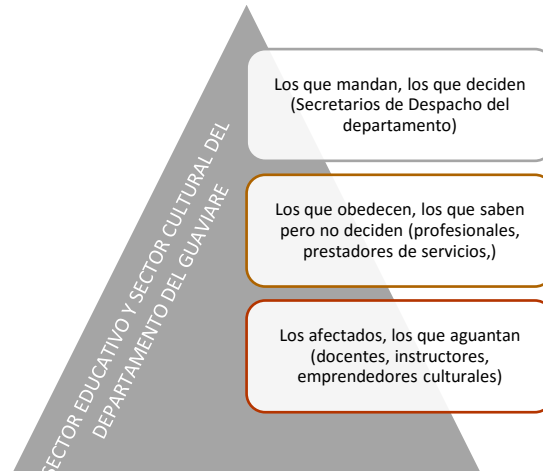 SECTOR EDUCATIVO Y SECTOR CULTURAL DEL
DEPARTAMENTO DEL GUAVIARE
Los que mandan, los que deciden
(Secretarios de Despacho del
departamento)
Los que obedecen, los que saben
pero no deciden (profesionales,
prestadores de servicios,)
Los afectados, los que aguantan
(docentes, instructores,
emprendedores culturales)